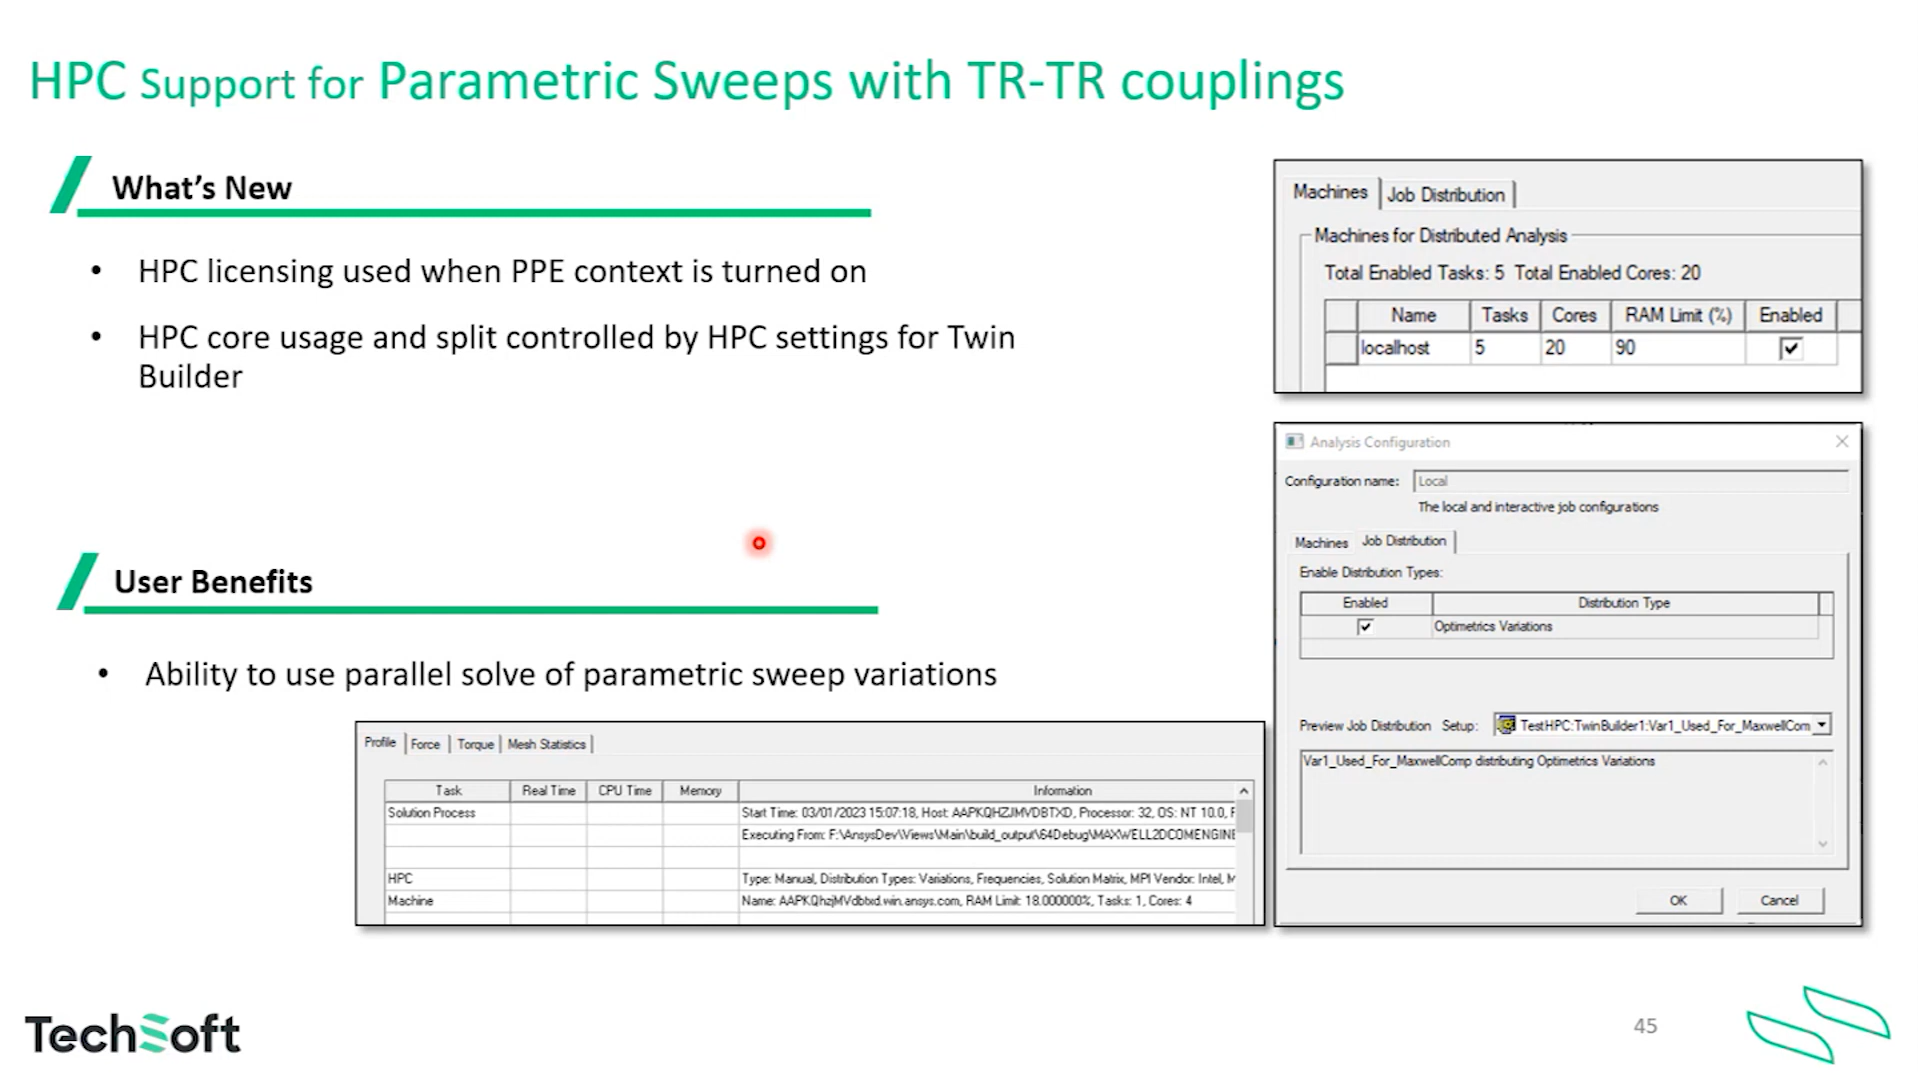 HPC Support for Parametric Sweeps with TR-TR couplings
What's New
• HPC licensing used when PPE context is turned on
• HPC core usage and split controlled by HPC settings for Twin
Builder
User Benefits
• Ability to use parallel solve of parametric sweep variations
Machines Job Distribution
Machines for Distributed Analysis
Total Enabled Tasks: 5 Total Enabled Cores: 20
Name Tasks Cores RAM Limit (%) Enabled
localhost 5 20 90
Analysis Configuration
Configuration name: Local
The local and interactive job configurations
Machines Job Distribution
Enable Distribution Types:
Enabled Distribution Type
Optimetrics Variations
Preview Job Distribution Setup: TestHPC:TwinBuilder1:Var1_Used_For_MaxwellCom
Var1_Used_For_MaxwellComp distributing Optimetrics Variations
OK Cancel
Profile Force Torque Mesh Statistics
Task Real Time CPU Time Memory Information
Solution Process Start Time: 03/01/2023 15:07:18, Host: AAPKQHZJMVDBTXD, Processor: 32, OS: NT 10.0,
Executing From: F:\AnsysDev\Views\Main\build_output\64Debug\MAXWELL2DCOMENGINE
HPC Type: Manual, Distribution Types: Variations, Frequencies, Solution Matrix, MPI Vendor: Intel,
Machine Name: AAPKQhzjMVdbtxd.win.ansys.com, RAM Limit: 18.000000%, Tasks: 1, Cores: 4
TechSoft
45